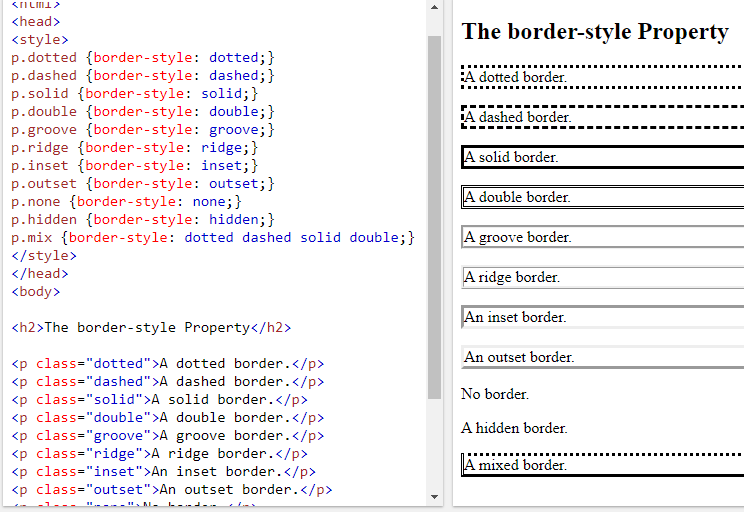 <html>
<head>
<style>
p.dotted {border-style: dotted;}
p.dashed {border-style: dashed;}
p.solid {border-style: solid;}
p.double {border-style: double;}
p.groove {border-style: groove;}
p.ridge {border-style: ridge;}
p.inset {border-style: inset;}
p.outset {border-style: outset;}
p.none {border-style: none;}
p.hidden {border-style: hidden;}
p.mix {border-style: dotted dashed solid double;}
</style>
</head>
<body>
<h2>The border-style Property</h2>
<p class="dotted">A dotted border.</p>
<p class="dashed">A dashed border.</p>
<p class="solid">A solid border.</p>
<p class="double">A double border.</p>
<p class="groove">A groove border.</p>
<p class="ridge">A ridge border.</p>
<p class="inset">An inset border.</p>
<p class="outset">An outset border.</p>
<p class="none">No border.</p>
The border-style Property
A dotted border.
A dashed border.
A solid border.
A double border.
A groove border.
A ridge border.
An inset border.
An outset border.
No border.
A hidden border.
A mixed border.